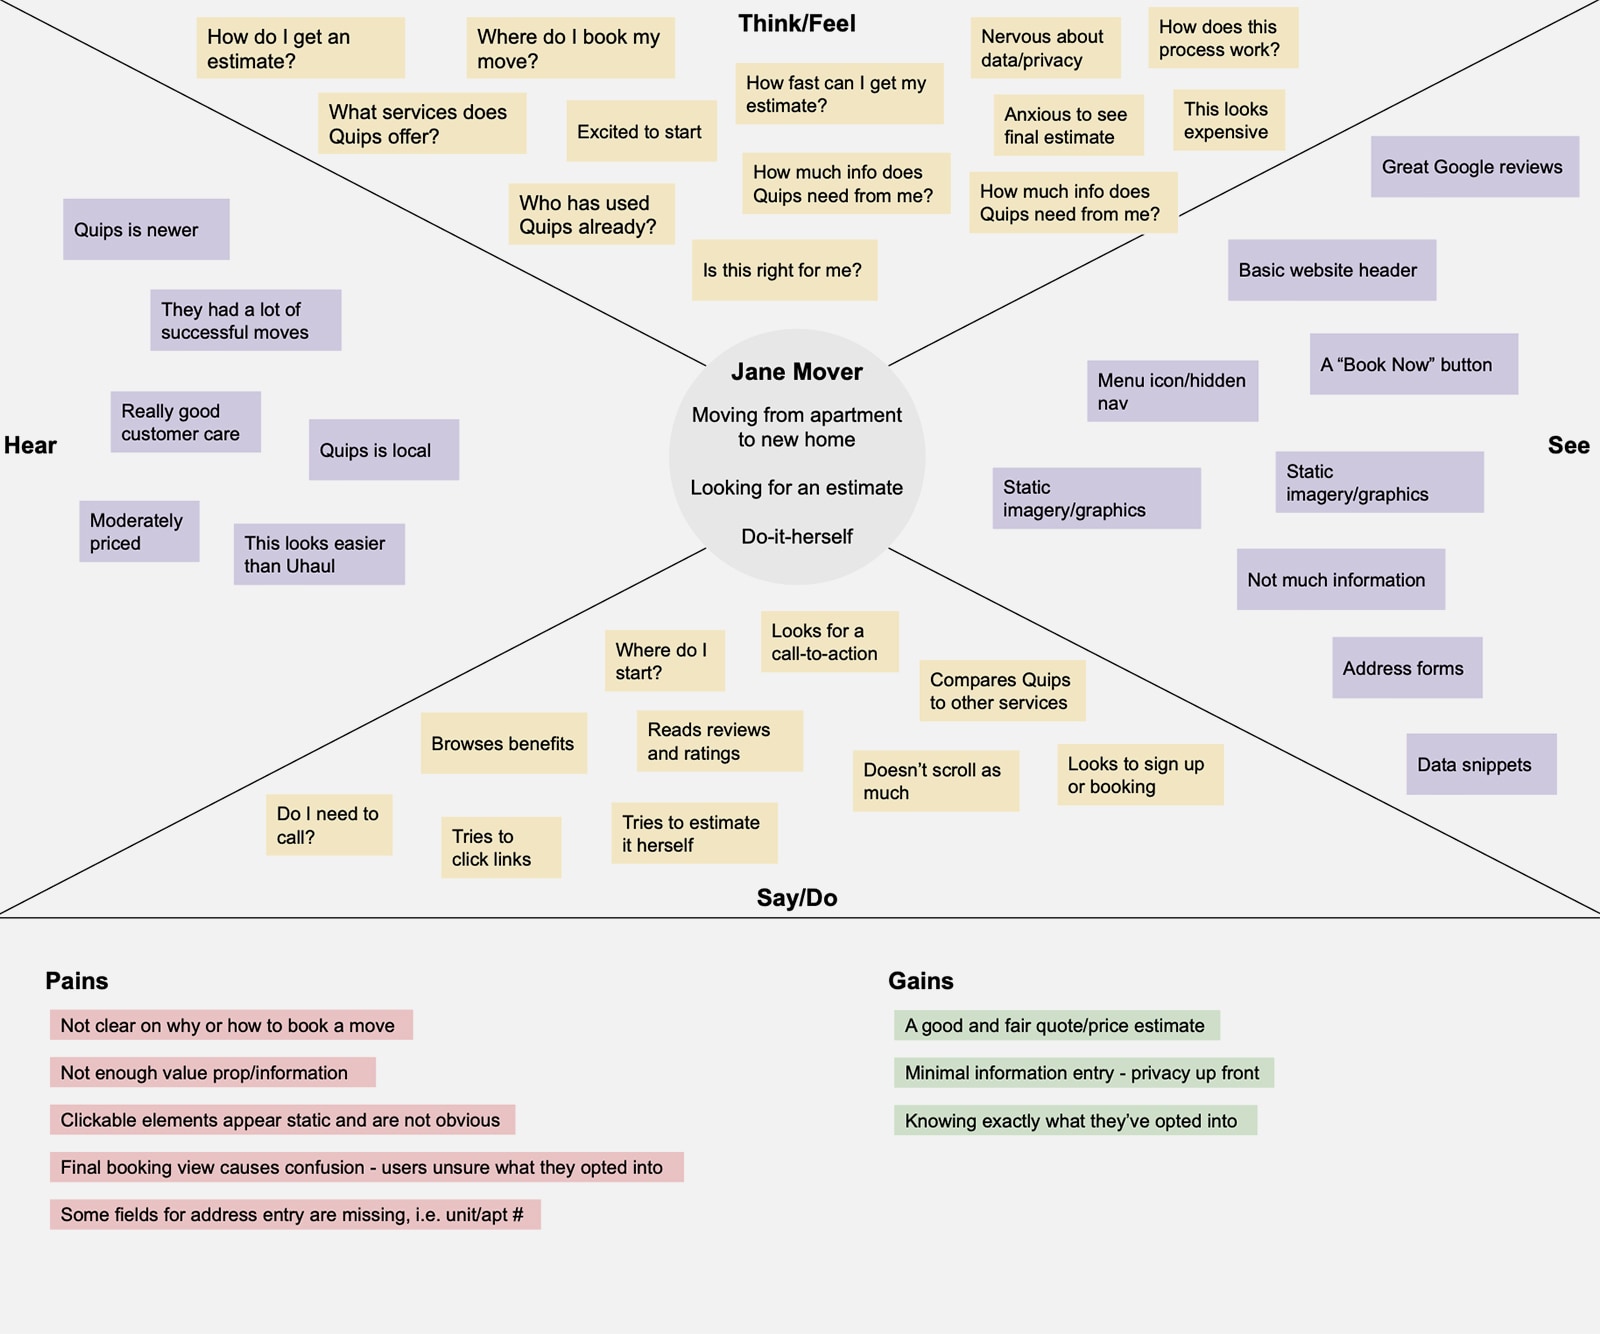 Think/Feel
How do I get an
estimate?
Where do I book my
move?
What services does
Quips offer?
Excited to start
Who has used
Quips already?
How fast can I get my
estimate?
How much info does
Quips need from me?
Is this right for me?
Nervous about
data/privacy
How does this
process work?
Anxious to see
final estimate
This looks
expensive
How much info does
Quips need from me?
Hear
Quips is newer
They had a lot of
successful moves
Really good
customer care
Quips is local
Moderately
priced
This looks easier
than Uhaul
Jane Mover
Moving from apartment
to new home
Looking for an estimate
Do-it-herself
See
Great Google reviews
Basic website header
A “Book Now” button
Menu icon/hidden
nav
Static
imagery/graphics
Static
imagery/graphics
Not much information
Address forms
Data snippets
Where do I
start?
Looks for a
call-to-action
Compares Quips
to other services
Browses benefits
Reads reviews
and ratings
Doesn’t scroll as
much
Looks to sign up
or booking
Do I need to
call?
Tries to
click links
Tries to estimate
it herself
Say/Do
Pains
Not clear on why or how to book a move
Not enough value prop/information
Clickable elements appear static and are not obvious
Final booking view causes confusion - users unsure what they opted into
Some fields for address entry are missing, i.e. unit/apt #
Gains
A good and fair quote/price estimate
Minimal information entry - privacy up front
Knowing exactly what they’ve opted into